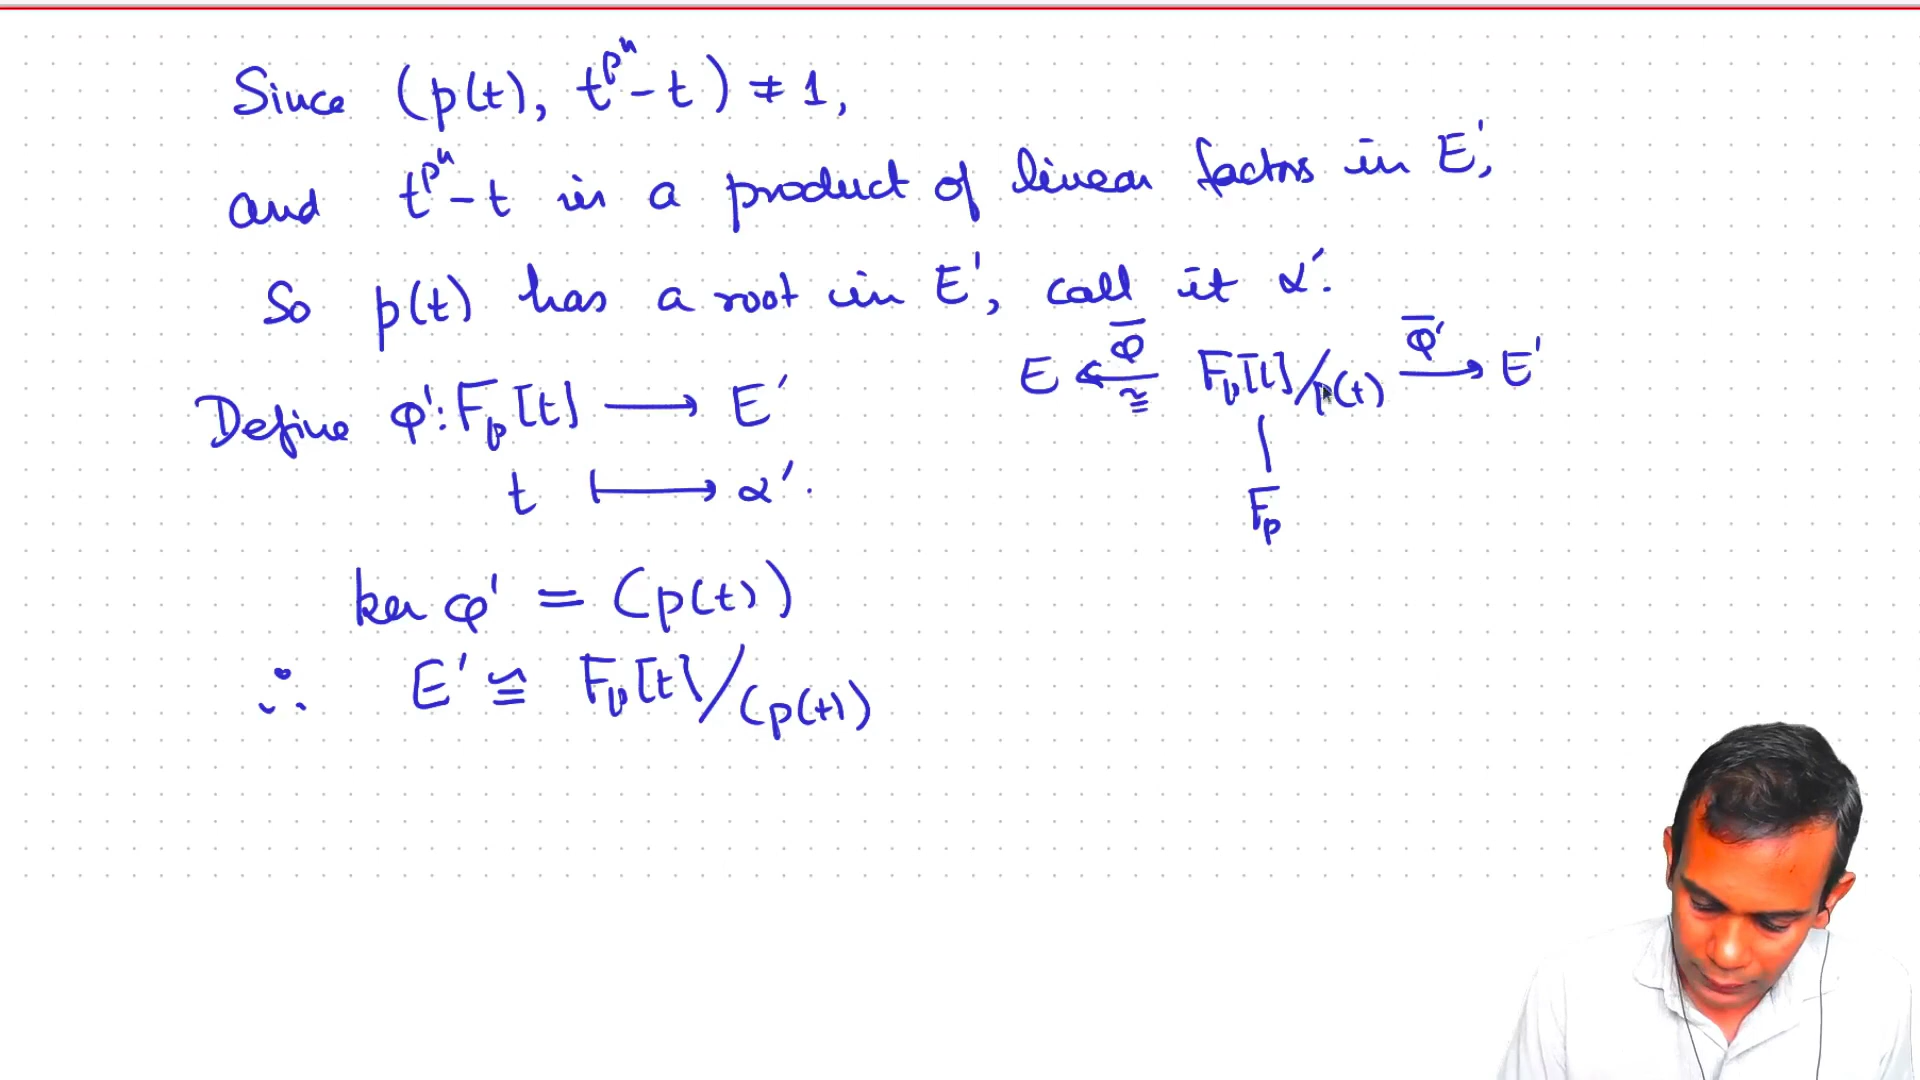 Since (p(t), t^{p^n} - t) ≠ 1,
and t^{p^n} - t is a product of linear factors in E',
So p(t) has a root in E', call it α'.
E ←^{φ̄}_{≅} F_p[t]/p(t) →^{φ̄'} E'
|
F_p
Define φ': F_p[t] ⟶ E'
t ⟼ α'.
ker φ' = (p(t))
∴ E' ≅ F_p[t]/(p(t))